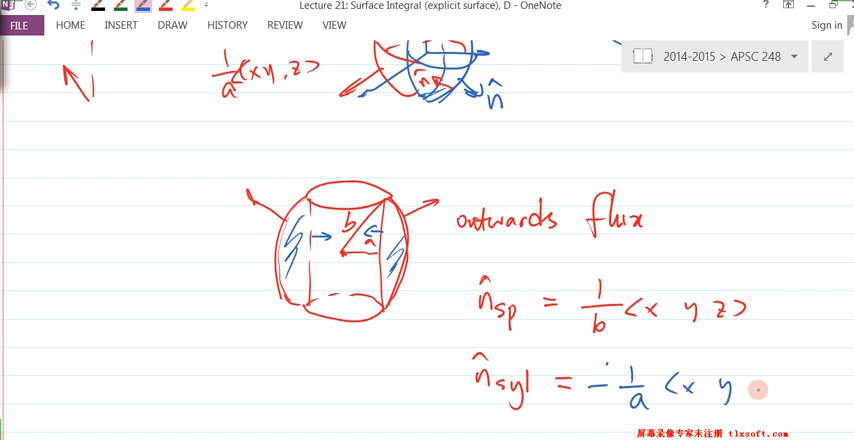 Lecture 21: Surface Integral (explicit surface), D - OneNote
FILE HOME INSERT DRAW HISTORY REVIEW VIEW Sign in
2014-2015 > APSC 248
1/a <x y, z>
n̂sp
n̂
b
a
outwards flux
n̂sp = 1/b <x y z>
n̂syl = - 1/a <x y
屏幕录像专家未注册 tlxsoft.com